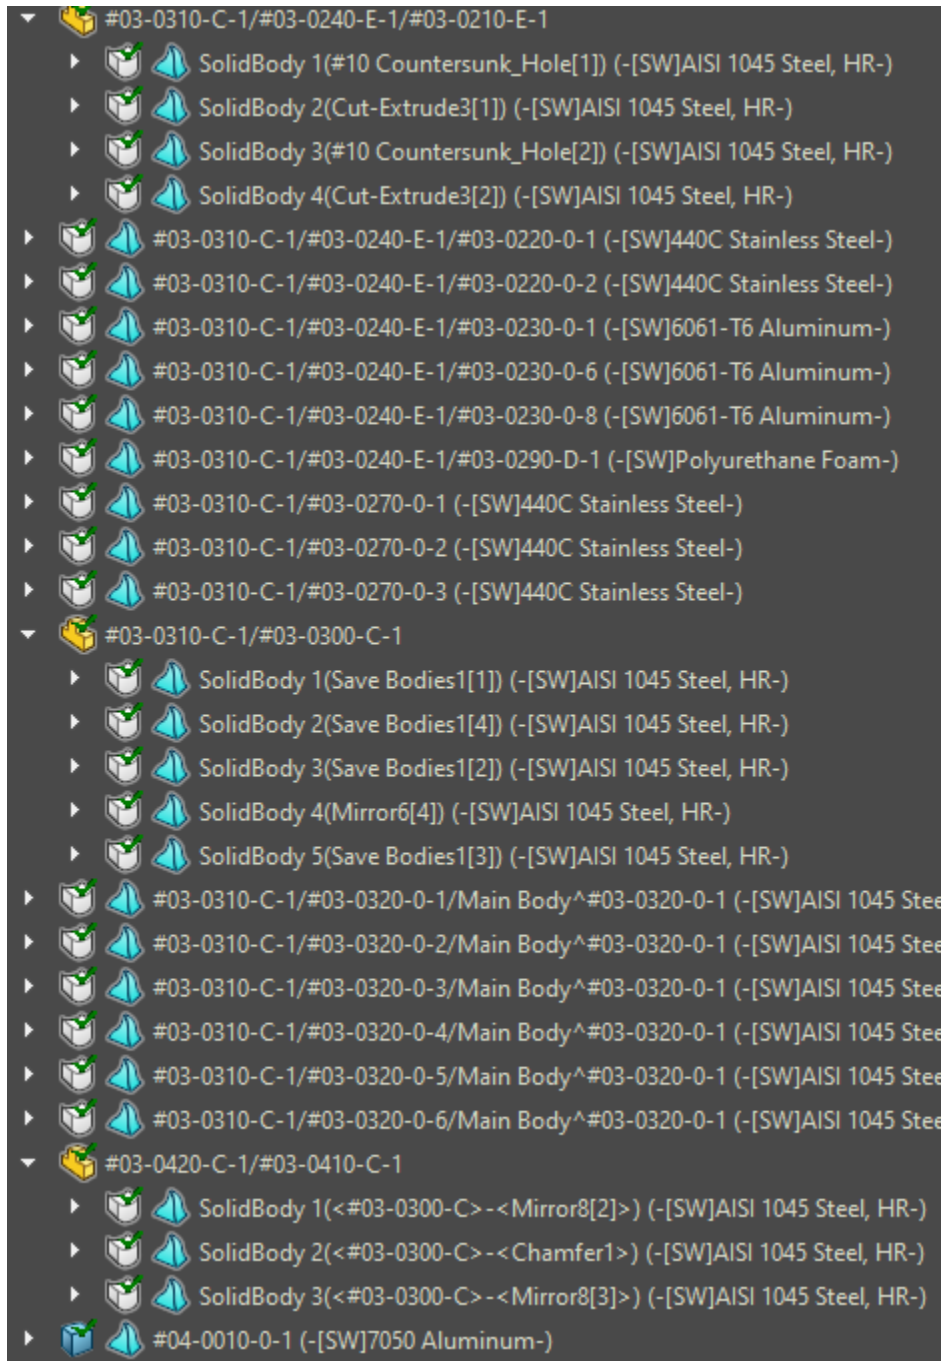 #03-0310-C-1/#03-0240-E-1/#03-0210-E-1
SolidBody 1(#10 Countersunk_Hole[1]) (-[SW]AISI 1045 Steel, HR-)
SolidBody 2(Cut-Extrude3[1]) (-[SW]AISI 1045 Steel, HR-)
SolidBody 3(#10 Countersunk_Hole[2]) (-[SW]AISI 1045 Steel, HR-)
SolidBody 4(Cut-Extrude3[2]) (-[SW]AISI 1045 Steel, HR-)
#03-0310-C-1/#03-0240-E-1/#03-0220-0-1 (-[SW]440C Stainless Steel-)
#03-0310-C-1/#03-0240-E-1/#03-0220-0-2 (-[SW]440C Stainless Steel-)
#03-0310-C-1/#03-0240-E-1/#03-0230-0-1 (-[SW]6061-T6 Aluminum-)
#03-0310-C-1/#03-0240-E-1/#03-0230-0-6 (-[SW]6061-T6 Aluminum-)
#03-0310-C-1/#03-0240-E-1/#03-0230-0-8 (-[SW]6061-T6 Aluminum-)
#03-0310-C-1/#03-0240-E-1/#03-0290-D-1 (-[SW]Polyurethane Foam-)
#03-0310-C-1/#03-0270-0-1 (-[SW]440C Stainless Steel-)
#03-0310-C-1/#03-0270-0-2 (-[SW]440C Stainless Steel-)
#03-0310-C-1/#03-0270-0-3 (-[SW]440C Stainless Steel-)
#03-0310-C-1/#03-0300-C-1
SolidBody 1(Save Bodies1[1]) (-[SW]AISI 1045 Steel, HR-)
SolidBody 2(Save Bodies1[4]) (-[SW]AISI 1045 Steel, HR-)
SolidBody 3(Save Bodies1[2]) (-[SW]AISI 1045 Steel, HR-)
SolidBody 4(Mirror6[4]) (-[SW]AISI 1045 Steel, HR-)
SolidBody 5(Save Bodies1[3]) (-[SW]AISI 1045 Steel, HR-)
#03-0310-C-1/#03-0320-0-1/Main Body^#03-0320-0-1 (-[SW]AISI 1045 Stee
#03-0310-C-1/#03-0320-0-2/Main Body^#03-0320-0-1 (-[SW]AISI 1045 Stee
#03-0310-C-1/#03-0320-0-3/Main Body^#03-0320-0-1 (-[SW]AISI 1045 Stee
#03-0310-C-1/#03-0320-0-4/Main Body^#03-0320-0-1 (-[SW]AISI 1045 Stee
#03-0310-C-1/#03-0320-0-5/Main Body^#03-0320-0-1 (-[SW]AISI 1045 Stee
#03-0310-C-1/#03-0320-0-6/Main Body^#03-0320-0-1 (-[SW]AISI 1045 Stee
#03-0420-C-1/#03-0410-C-1
SolidBody 1(<#03-0300-C>-<Mirror8[2]>) (-[SW]AISI 1045 Steel, HR-)
SolidBody 2(<#03-0300-C>-<Chamfer1>) (-[SW]AISI 1045 Steel, HR-)
SolidBody 3(<#03-0300-C>-<Mirror8[3]>) (-[SW]AISI 1045 Steel, HR-)
#04-0010-0-1 (-[SW]7050 Aluminum-)